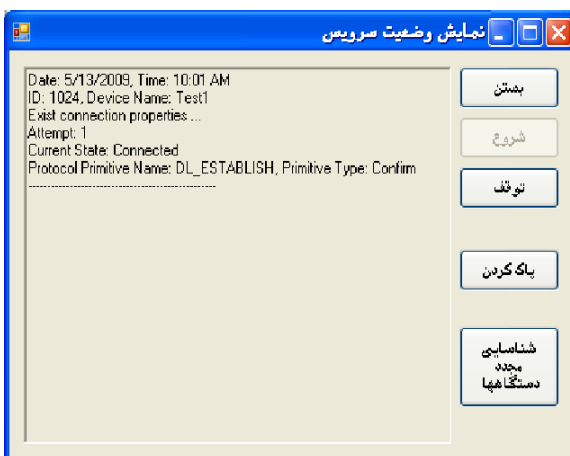 نمایش وضعیت سرویس
Date: 5/13/2009, Time: 10:01 AM
ID: 1024, Device Name: Test1
Exist connection properties ...
Attempt: 1
Current State: Connected
Protocol Primitive Name: DL_ESTABLISH, Primitive Type: Confirm
--------------------------------------------------
بستن
شروع
توقف
پاک کردن
شناسایی
مجدد
دستگاهها